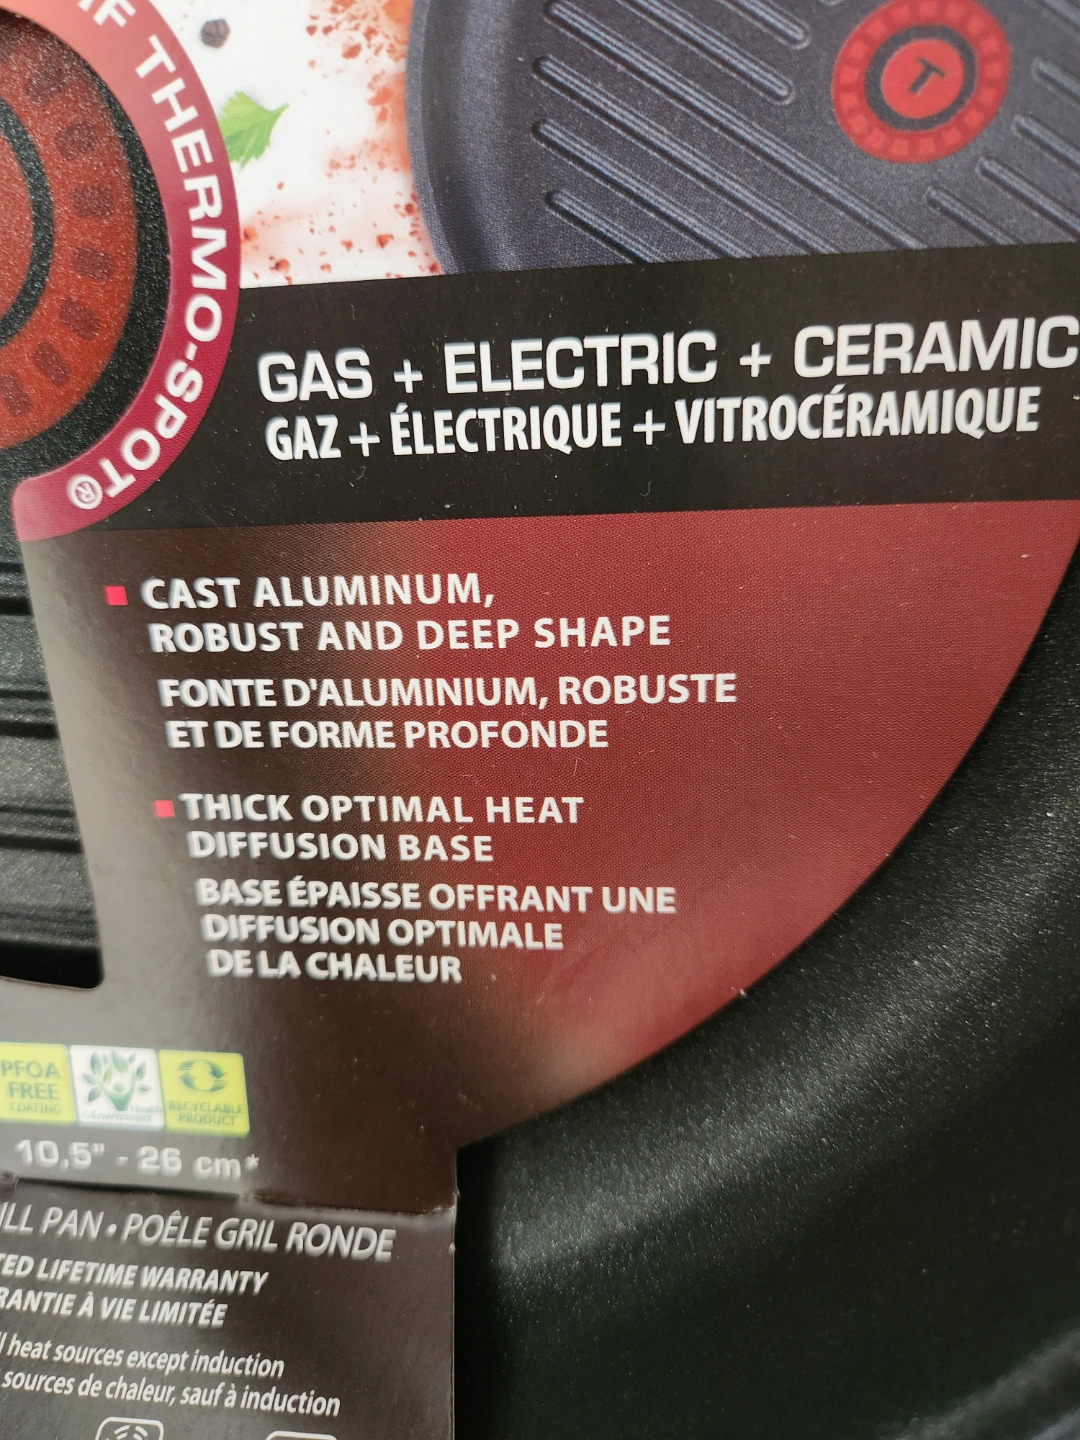 THERMO-SPOT®
GAS + ELECTRIC + CERAMIC
GAZ + ÉLECTRIQUE + VITROCÉRAMIQUE
CAST ALUMINUM,
ROBUST AND DEEP SHAPE
FONTE D'ALUMINIUM, ROBUSTE
ET DE FORME PROFONDE
THICK OPTIMAL HEAT
DIFFUSION BASE
BASE ÉPAISSE OFFRANT UNE
DIFFUSION OPTIMALE
DE LA CHALEUR
PFOA
FREE
COATING
Health
& Environment
RECYCLABLE
PRODUCT
10,5" - 26 cm*
PAN • POÊLE GRIL RONDE
LIFETIME WARRANTY
À VIE LIMITÉE
heat sources except induction
sources de chaleur, sauf à induction